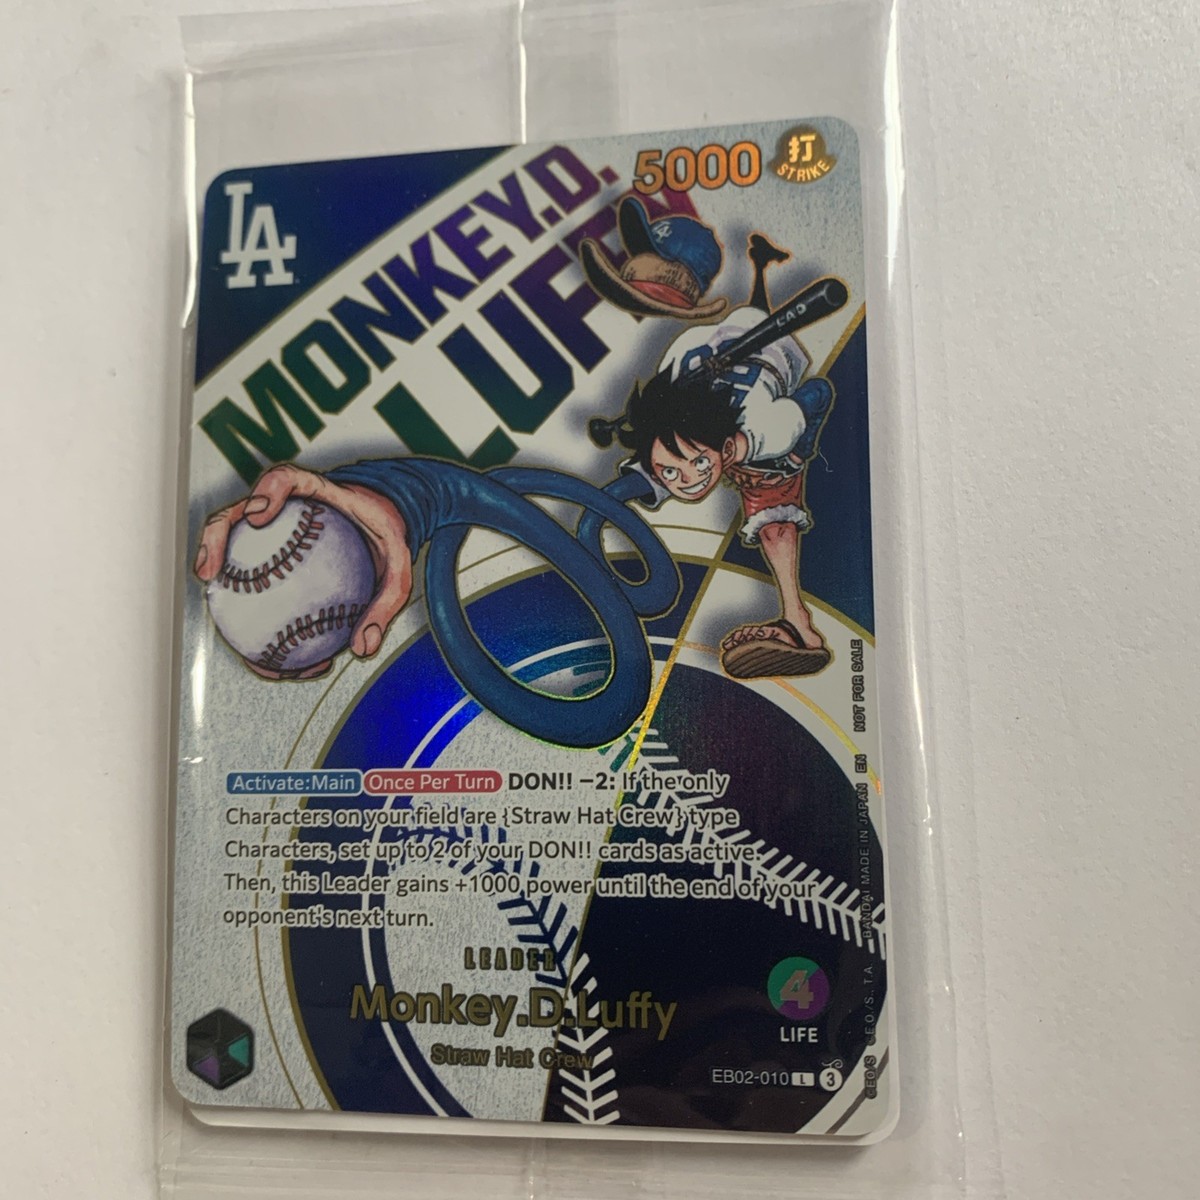 LA
5000
打
STRIKE
MONKEY.D.
LUFFY
LA
Activate:Main Once Per Turn DON!! −2: If the only
Characters on your field are {Straw Hat Crew} type
Characters, set up to 2 of your DON!! cards as active.
Then, this Leader gains +1000 power until the end of your
opponent's next turn.
LEADER
Monkey.D.Luffy
Straw Hat Crew
4
LIFE
EB02-010 L 3
BANDAI MADE IN JAPAN EN NOT FOR SALE